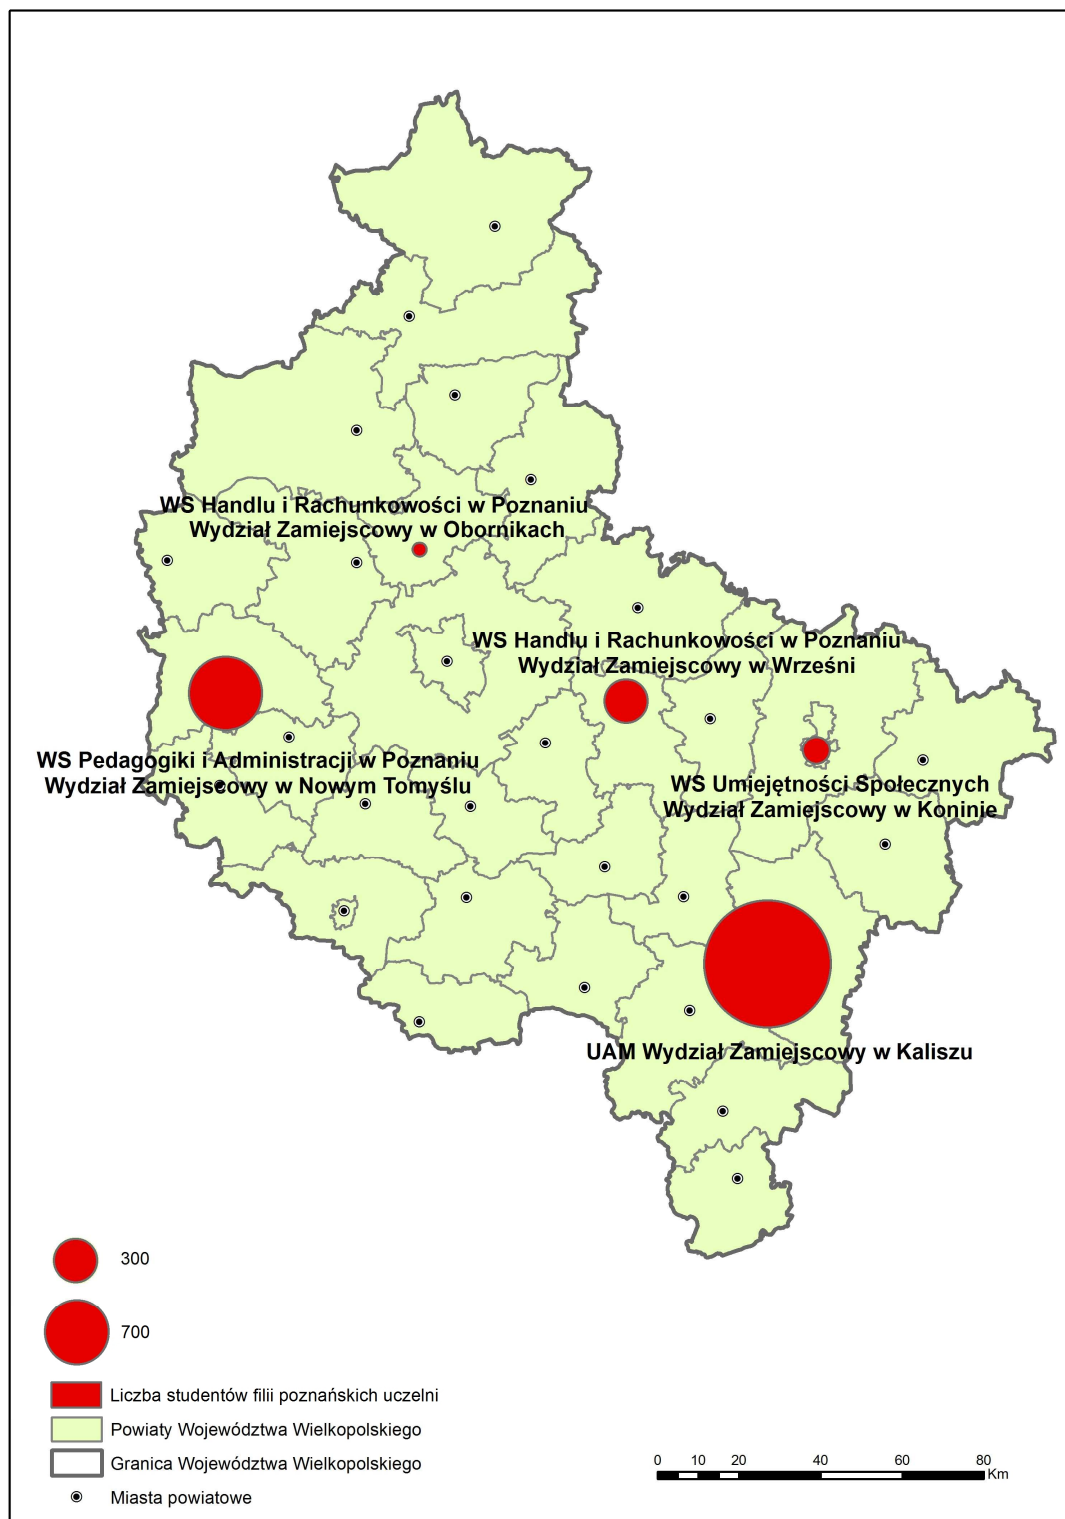 WS Handlu i Rachunkowości w Poznaniu
Wydział Zamiejscowy w Obornikach
WS Handlu i Rachunkowości w Poznaniu
Wydział Zamiejscowy w Wrześni
WS Pedagogiki i Administracji w Poznaniu
Wydział Zamiejscowy w Nowym Tomyślu
WS Umiejętności Społecznych
Wydział Zamiejscowy w Koninie
UAM Wydział Zamiejscowy w Kaliszu
300
700
Liczba studentów filii poznańskich uczelni
Powiaty Województwa Wielkopolskiego
Granica Województwa Wielkopolskiego
Miasta powiatowe
0 10 20 40 60 80
Km